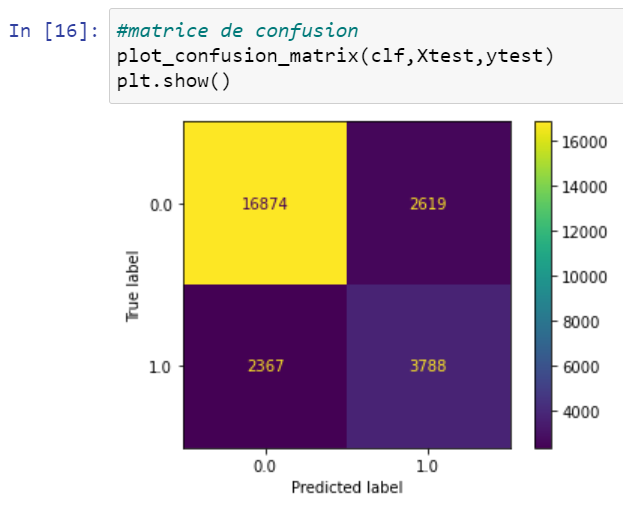 In [16]: #matrice de confusion
plot_confusion_matrix(clf,Xtest,ytest)
plt.show()
16000
14000
12000
10000
8000
6000
4000
True label
0.0
16874 2619
1.0
2367 3788
0.0 1.0
Predicted label